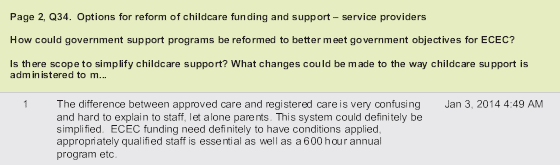 Page 2, Q34. Options for reform of childcare funding and support – service providers
How could government support programs be reformed to better meet government objectives for ECEC?
Is there scope to simplify childcare support? What changes could be made to the way childcare support is
administered to m...
1 The difference between approved care and registered care is very confusing Jan 3, 2014 4:49 AM
and hard to explain to staff, let alone parents. This system could definitely be
simplified. ECEC funding need definitely to have conditions applied,
appropriately qualified staff is essential as well as a 600 hour annual
program etc.